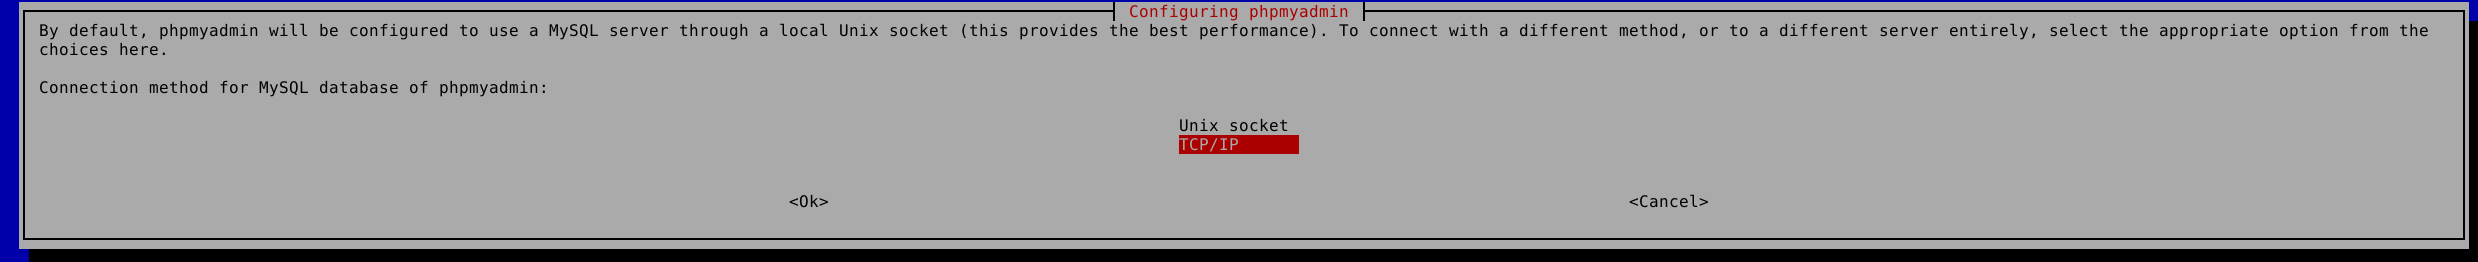 Configuring phpmyadmin
By default, phpmyadmin will be configured to use a MySQL server through a local Unix socket (this provides the best performance). To connect with a different method, or to a different server entirely, select the appropriate option from the
choices here.
Connection method for MySQL database of phpmyadmin:
Unix socket
TCP/IP
<Ok> <Cancel>